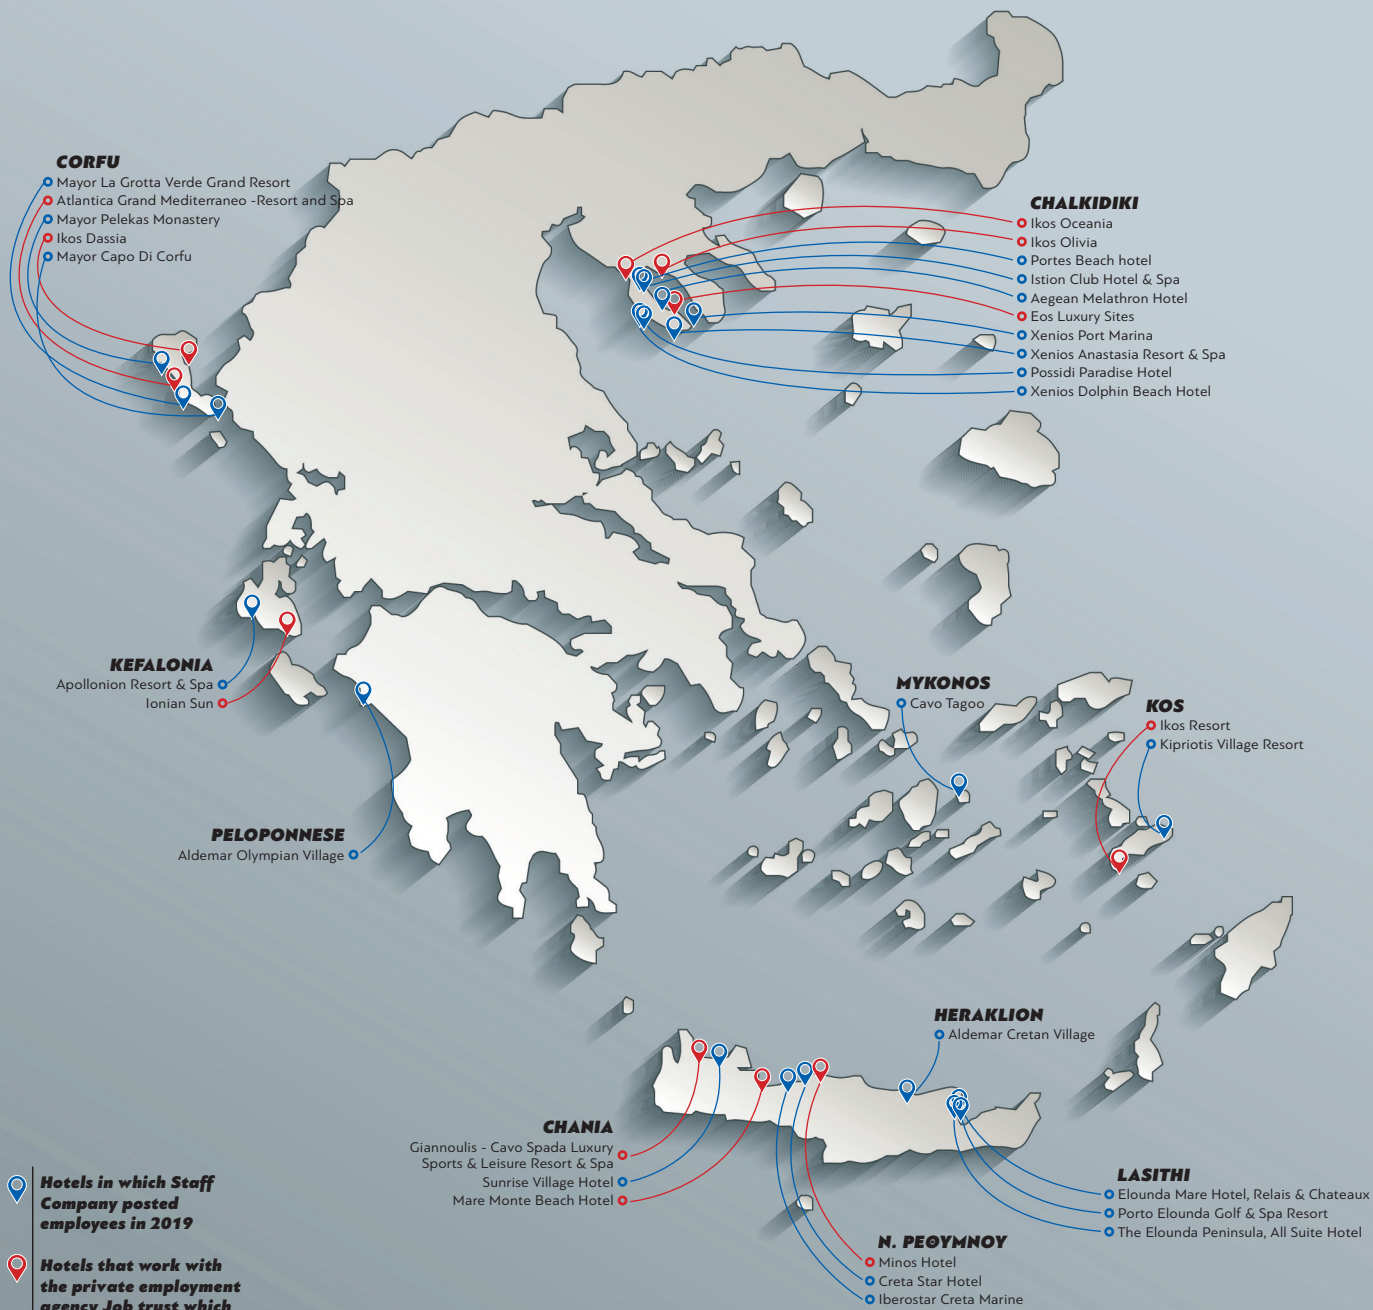 CORFU
Mayor La Grotta Verde Grand Resort
Atlantica Grand Mediterraneo -Resort and Spa
Mayor Pelekas Monastery
Ikos Dassia
Mayor Capo Di Corfu
CHALKIDIKI
Ikos Oceania
Ikos Olivia
Portes Beach hotel
Istion Club Hotel & Spa
Aegean Melathron Hotel
Eos Luxury Sites
Xenios Port Marina
Xenios Anastasia Resort & Spa
Possidi Paradise Hotel
Xenios Dolphin Beach Hotel
KEFALONIA
Apollonion Resort & Spa
Ionian Sun
MYKONOS
Cavo Tagoo
KOS
Ikos Resort
Kipriotis Village Resort
PELOPONNESE
Aldemar Olympian Village
HERAKLION
Aldemar Cretan Village
CHANIA
Giannoulis - Cavo Spada Luxury
Sports & Leisure Resort & Spa
Sunrise Village Hotel
Mare Monte Beach Hotel
LASITHI
Elounda Mare Hotel, Relais & Chateaux
Porto Elounda Golf & Spa Resort
The Elounda Peninsula, All Suite Hotel
Ν. ΡΕΘΥΜΝΟΥ
Minos Hotel
Creta Star Hotel
Iberostar Creta Marine
Hotels in which Staff
Company posted
employees in 2019
Hotels that work with
the private employment
agency Job trust which